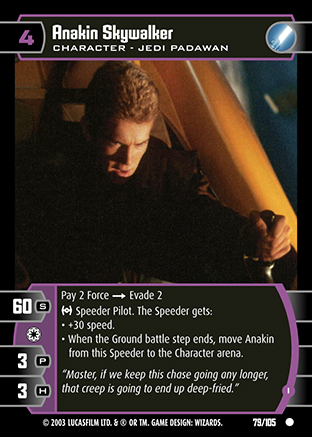 4
Anakin Skywalker
CHARACTER - JEDI PADAWAN
60 S
3 P
3 H
Pay 2 Force → Evade 2
Speeder Pilot. The Speeder gets:
• +30 speed.
• When the Ground battle step ends, move Anakin
from this Speeder to the Character arena.
“Master, if we keep this chase going any longer,
that creep is going to end up deep-fried.”
1
© 2003 LUCASFILM LTD. & ® OR TM. GAME DESIGN: WIZARDS.
79/105